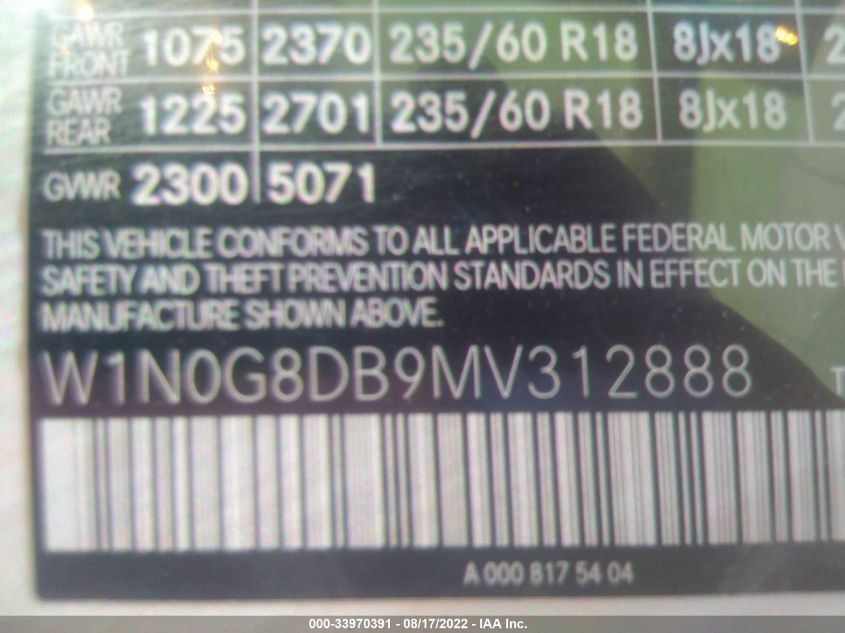 GAWR FRONT 1075 2370 235/60 R18 8Jx18 2
GAWR REAR 1225 2701 235/60 R18 8Jx18 2
GVWR 2300 5071
THIS VEHICLE CONFORMS TO ALL APPLICABLE FEDERAL MOTOR V
SAFETY AND THEFT PREVENTION STANDARDS IN EFFECT ON THE
MANUFACTURE SHOWN ABOVE.
W1N0G8DB9MV312888 T
A 000 817 54 04
000-33970391 - 08/17/2022 - IAA Inc.